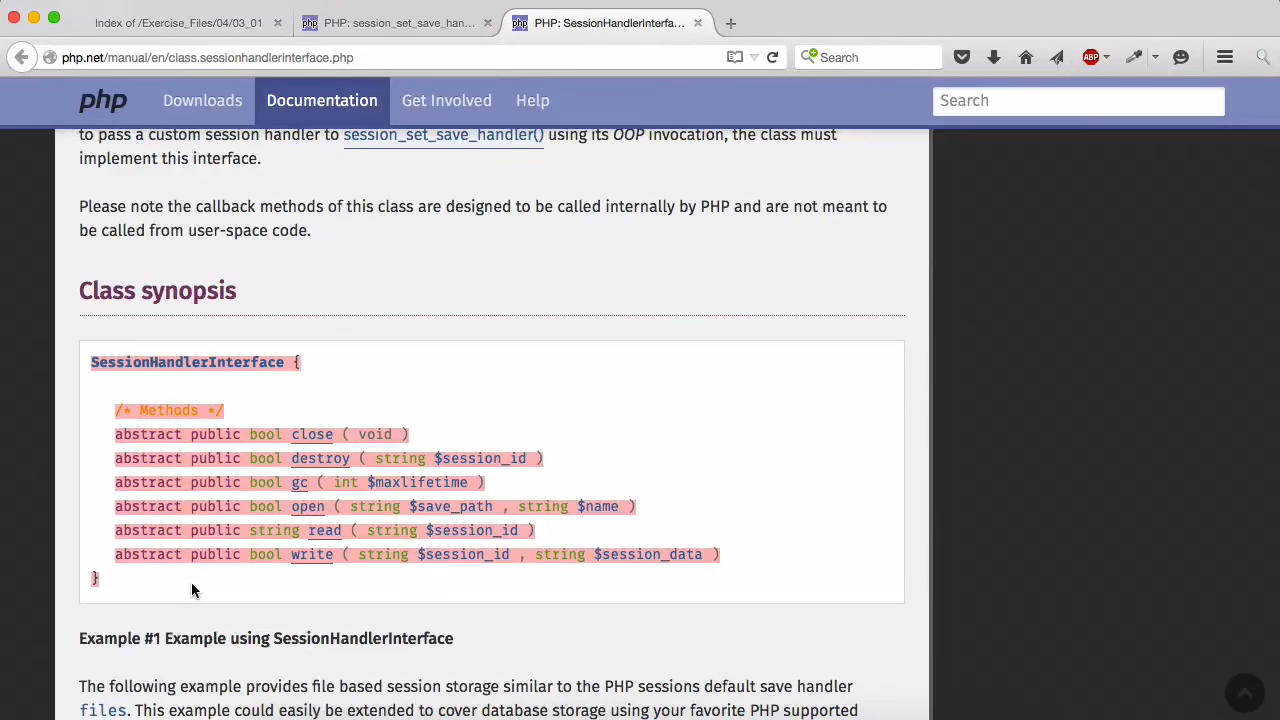 Index of /Exercise_Files/04/03_01
php PHP: session_set_save_han...
php PHP: SessionHandlerInterfa...
php.net/manual/en/class.sessionhandlerinterface.php
Search
ABP
php
Downloads
Documentation
Get Involved
Help
Search
to pass a custom session handler to session_set_save_handler() using its OOP invocation, the class must
implement this interface.
Please note the callback methods of this class are designed to be called internally by PHP and are not meant to
be called from user-space code.
Class synopsis
SessionHandlerInterface {
/* Methods */
abstract public bool close ( void )
abstract public bool destroy ( string $session_id )
abstract public bool gc ( int $maxlifetime )
abstract public bool open ( string $save_path , string $name )
abstract public string read ( string $session_id )
abstract public bool write ( string $session_id , string $session_data )
}
Example #1 Example using SessionHandlerInterface
The following example provides file based session storage similar to the PHP sessions default save handler
files. This example could easily be extended to cover database storage using your favorite PHP supported